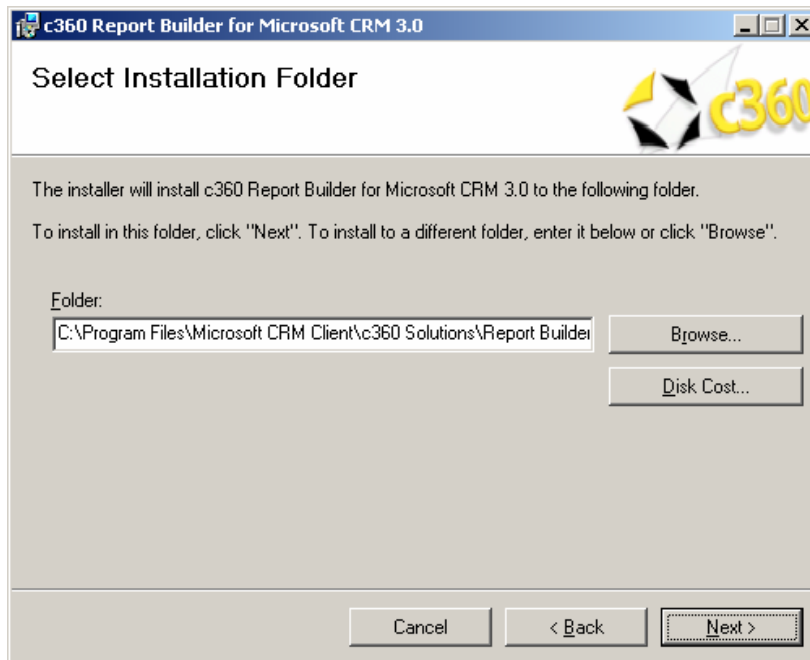 c360 Report Builder for Microsoft CRM 3.0
Select Installation Folder
c360
The installer will install c360 Report Builder for Microsoft CRM 3.0 to the following folder.
To install in this folder, click "Next". To install to a different folder, enter it below or click "Browse".
Folder:
C:\Program Files\Microsoft CRM Client\c360 Solutions\Report Builder
Browse...
Disk Cost...
Cancel
< Back
Next >